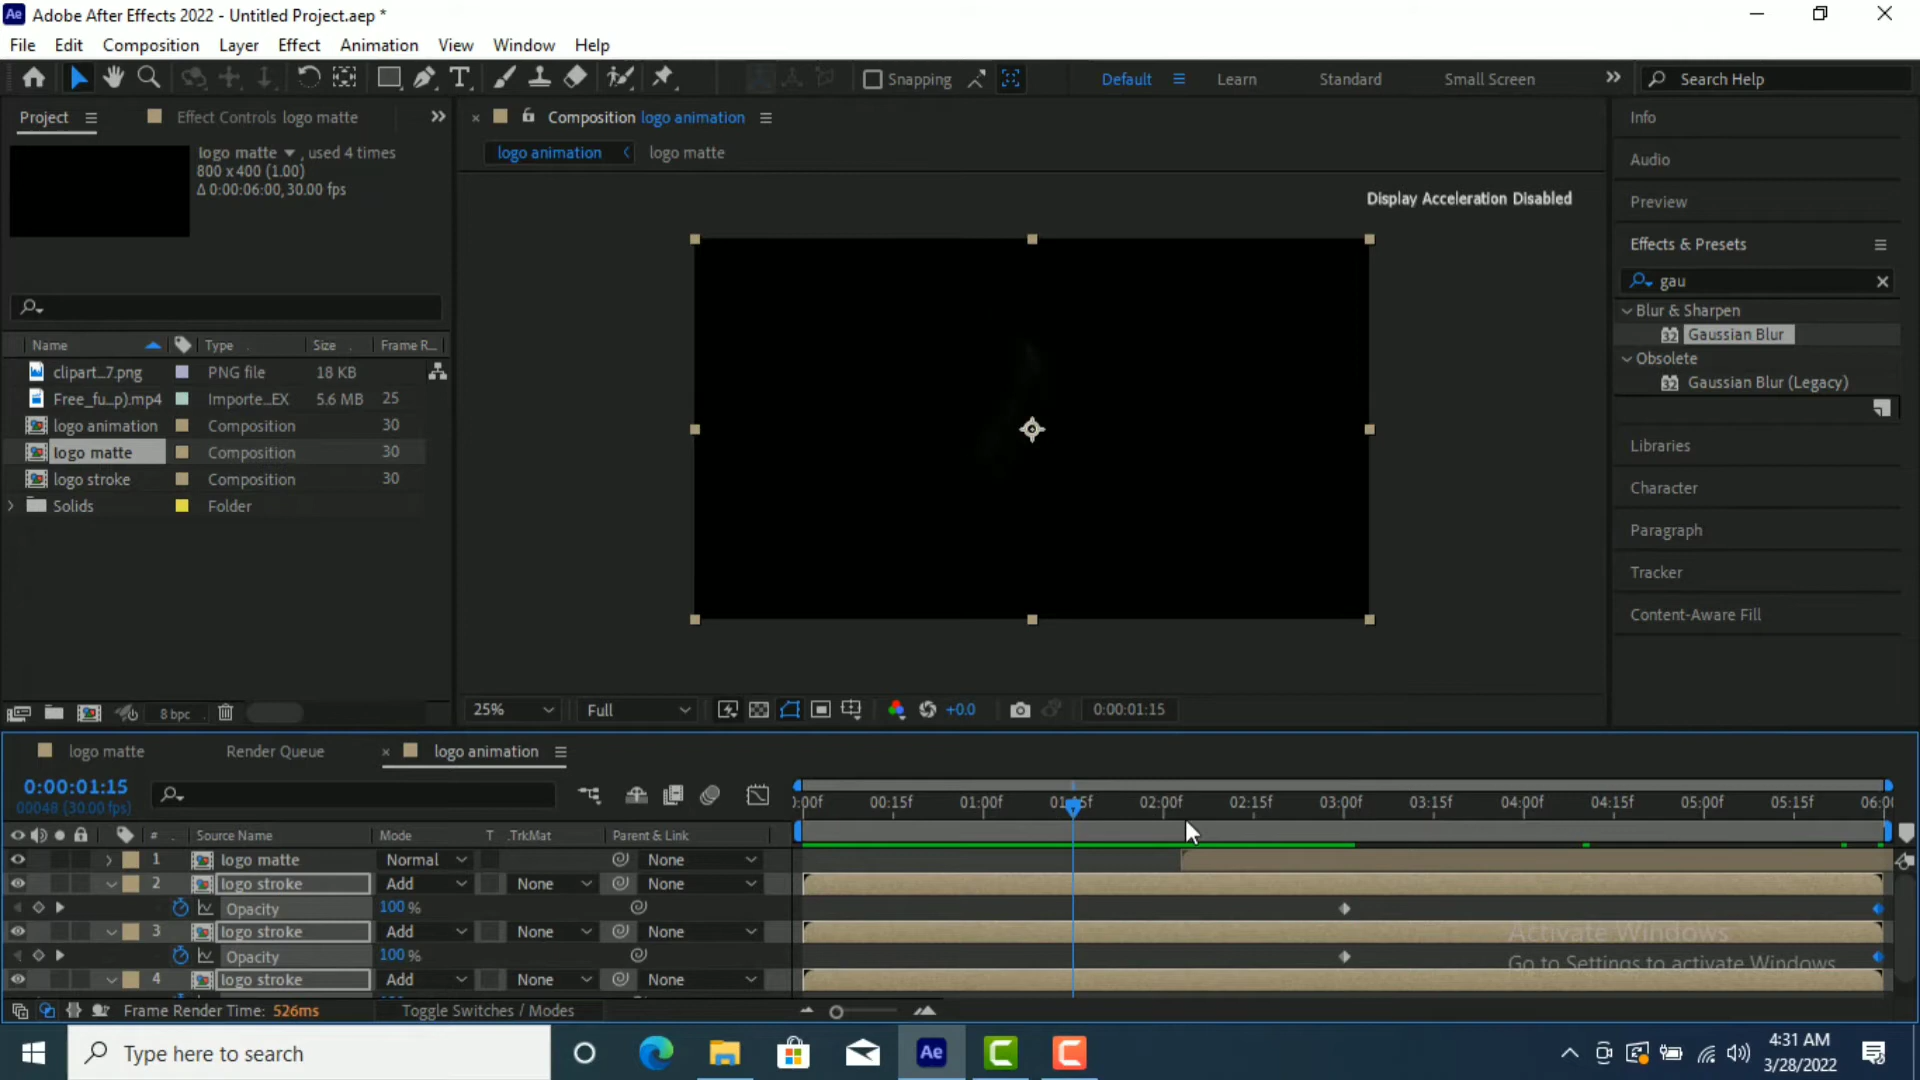 Adobe After Effects 2022 - Untitled Project.aep *
File Edit Composition Layer Effect Animation View Window Help
Snapping Default Learn Standard Small Screen Search Help
Project Effect Controls logo matte
Composition logo animation
logo animation logo matte
logo matte , used 4 times
800 x 400 (1.00)
Δ 0:00:06:00, 30.00 fps
Display Acceleration Disabled
Info
Audio
Preview
Effects & Presets
gau
Blur & Sharpen
32 Gaussian Blur
Obsolete
32 Gaussian Blur (Legacy)
Libraries
Character
Paragraph
Tracker
Content-Aware Fill
Name Type Size Frame R...
clipart_7.png PNG file 18 KB
Free_fu...p).mp4 Importe...EX 5.6 MB 25
logo animation Composition 30
logo matte Composition 30
logo stroke Composition 30
Solids Folder
8 bpc
25% Full +0.0 0:00:01:15
logo matte Render Queue logo animation
0:00:01:15
00048 (30.00 fps)
):00f 00:15f 01:00f 01:15f 02:00f 02:15f 03:00f 03:15f 04:00f 04:15f 05:00f 05:15f 06:00
# Source Name Mode T .TrkMat Parent & Link
1 logo matte Normal None
2 logo stroke Add None None
Opacity 100 %
3 logo stroke Add None None
Opacity 100 %
4 logo stroke Add None None
Activate Windows
Go to Settings to activate Windows.
Frame Render Time: 526ms Toggle Switches / Modes
Type here to search
Ae
4:31 AM
3/28/2022